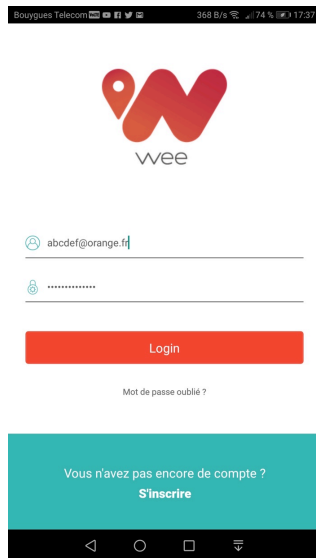 Bouygues Telecom 368 B/s 74 % 17:37
wee
abcdef@orange.fr
••••••••••••••
Login
Mot de passe oublié ?
Vous n'avez pas encore de compte ?
S'inscrire